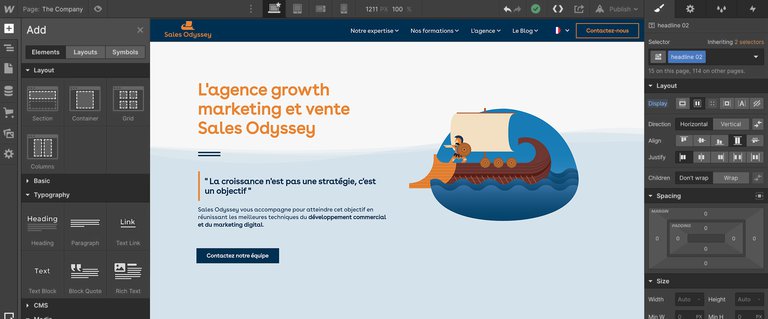 Page: The Company
1211 PX 100 %
Publish
Add
Elements Layouts Symbols
Layout
Section Container Grid
Columns
Basic
Typography
Heading Link
Heading Paragraph Text Link
Text
Text Block Block Quote Rich Text
CMS
Media
Sales Odyssey
Notre expertise Nos formations L'agence Le Blog Contactez-nous
L'agence growth
marketing et vente
Sales Odyssey
" La croissance n'est pas une stratégie, c'est
un objectif "
Sales Odyssey vous accompagne pour atteindre cet objectif en
réunissant les meilleures techniques du développement commercial
et du marketing digital.
Contactez notre équipe
headline 02
Selector Inheriting 2 selectors
headline 02
15 on this page, 114 on other pages.
Layout
Display
Direction Horizontal Vertical
Align
Justify
Children Don't wrap Wrap
Spacing
MARGIN
0
PADDING
0
0 0 0 0
0
0
Size
Width Auto Height Auto
Min W 0 PX Min H 0 PX